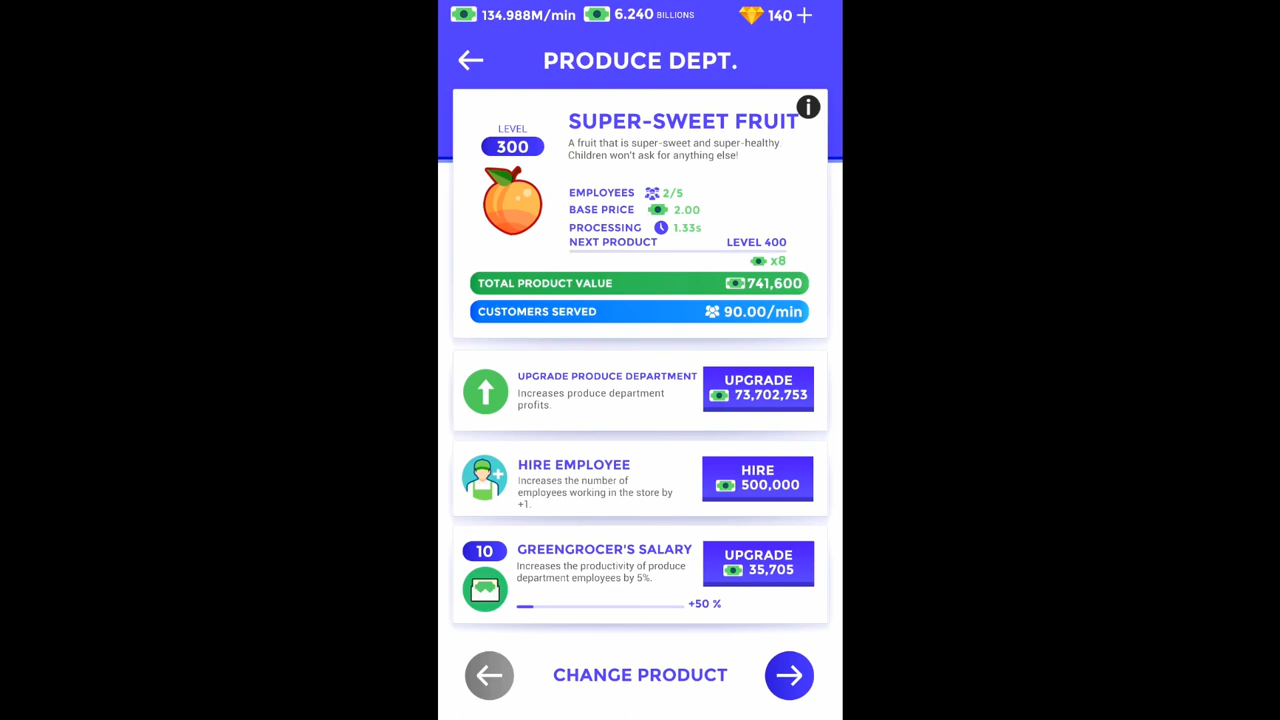 134.988M/min 6.240 BILLIONS 140 +
PRODUCE DEPT.
i
LEVEL
300
SUPER-SWEET FRUIT
A fruit that is super-sweet and super-healthy.
Children won't ask for anything else!
EMPLOYEES 2/5
BASE PRICE 2.00
PROCESSING 1.33s
NEXT PRODUCT LEVEL 400
x8
TOTAL PRODUCT VALUE 741,600
CUSTOMERS SERVED 90.00/min
UPGRADE PRODUCE DEPARTMENT
Increases produce department
profits.
UPGRADE
73,702,753
HIRE EMPLOYEE
Increases the number of
employees working in the store by
+1.
HIRE
500,000
10
GREENGROCER'S SALARY
Increases the productivity of produce
department employees by 5%.
+50 %
UPGRADE
35,705
CHANGE PRODUCT